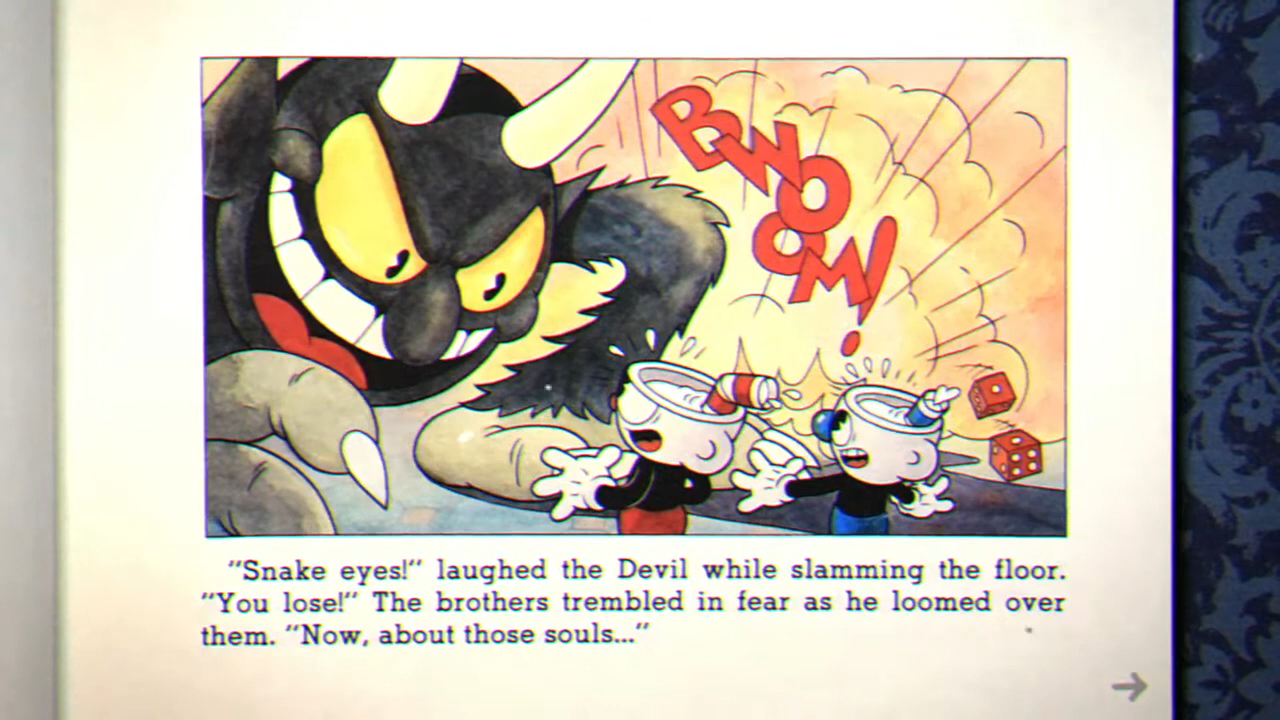 BWOOM!
“Snake eyes!” laughed the Devil while slamming the floor.
“You lose!” The brothers trembled in fear as he loomed over
them. “Now, about those souls...”